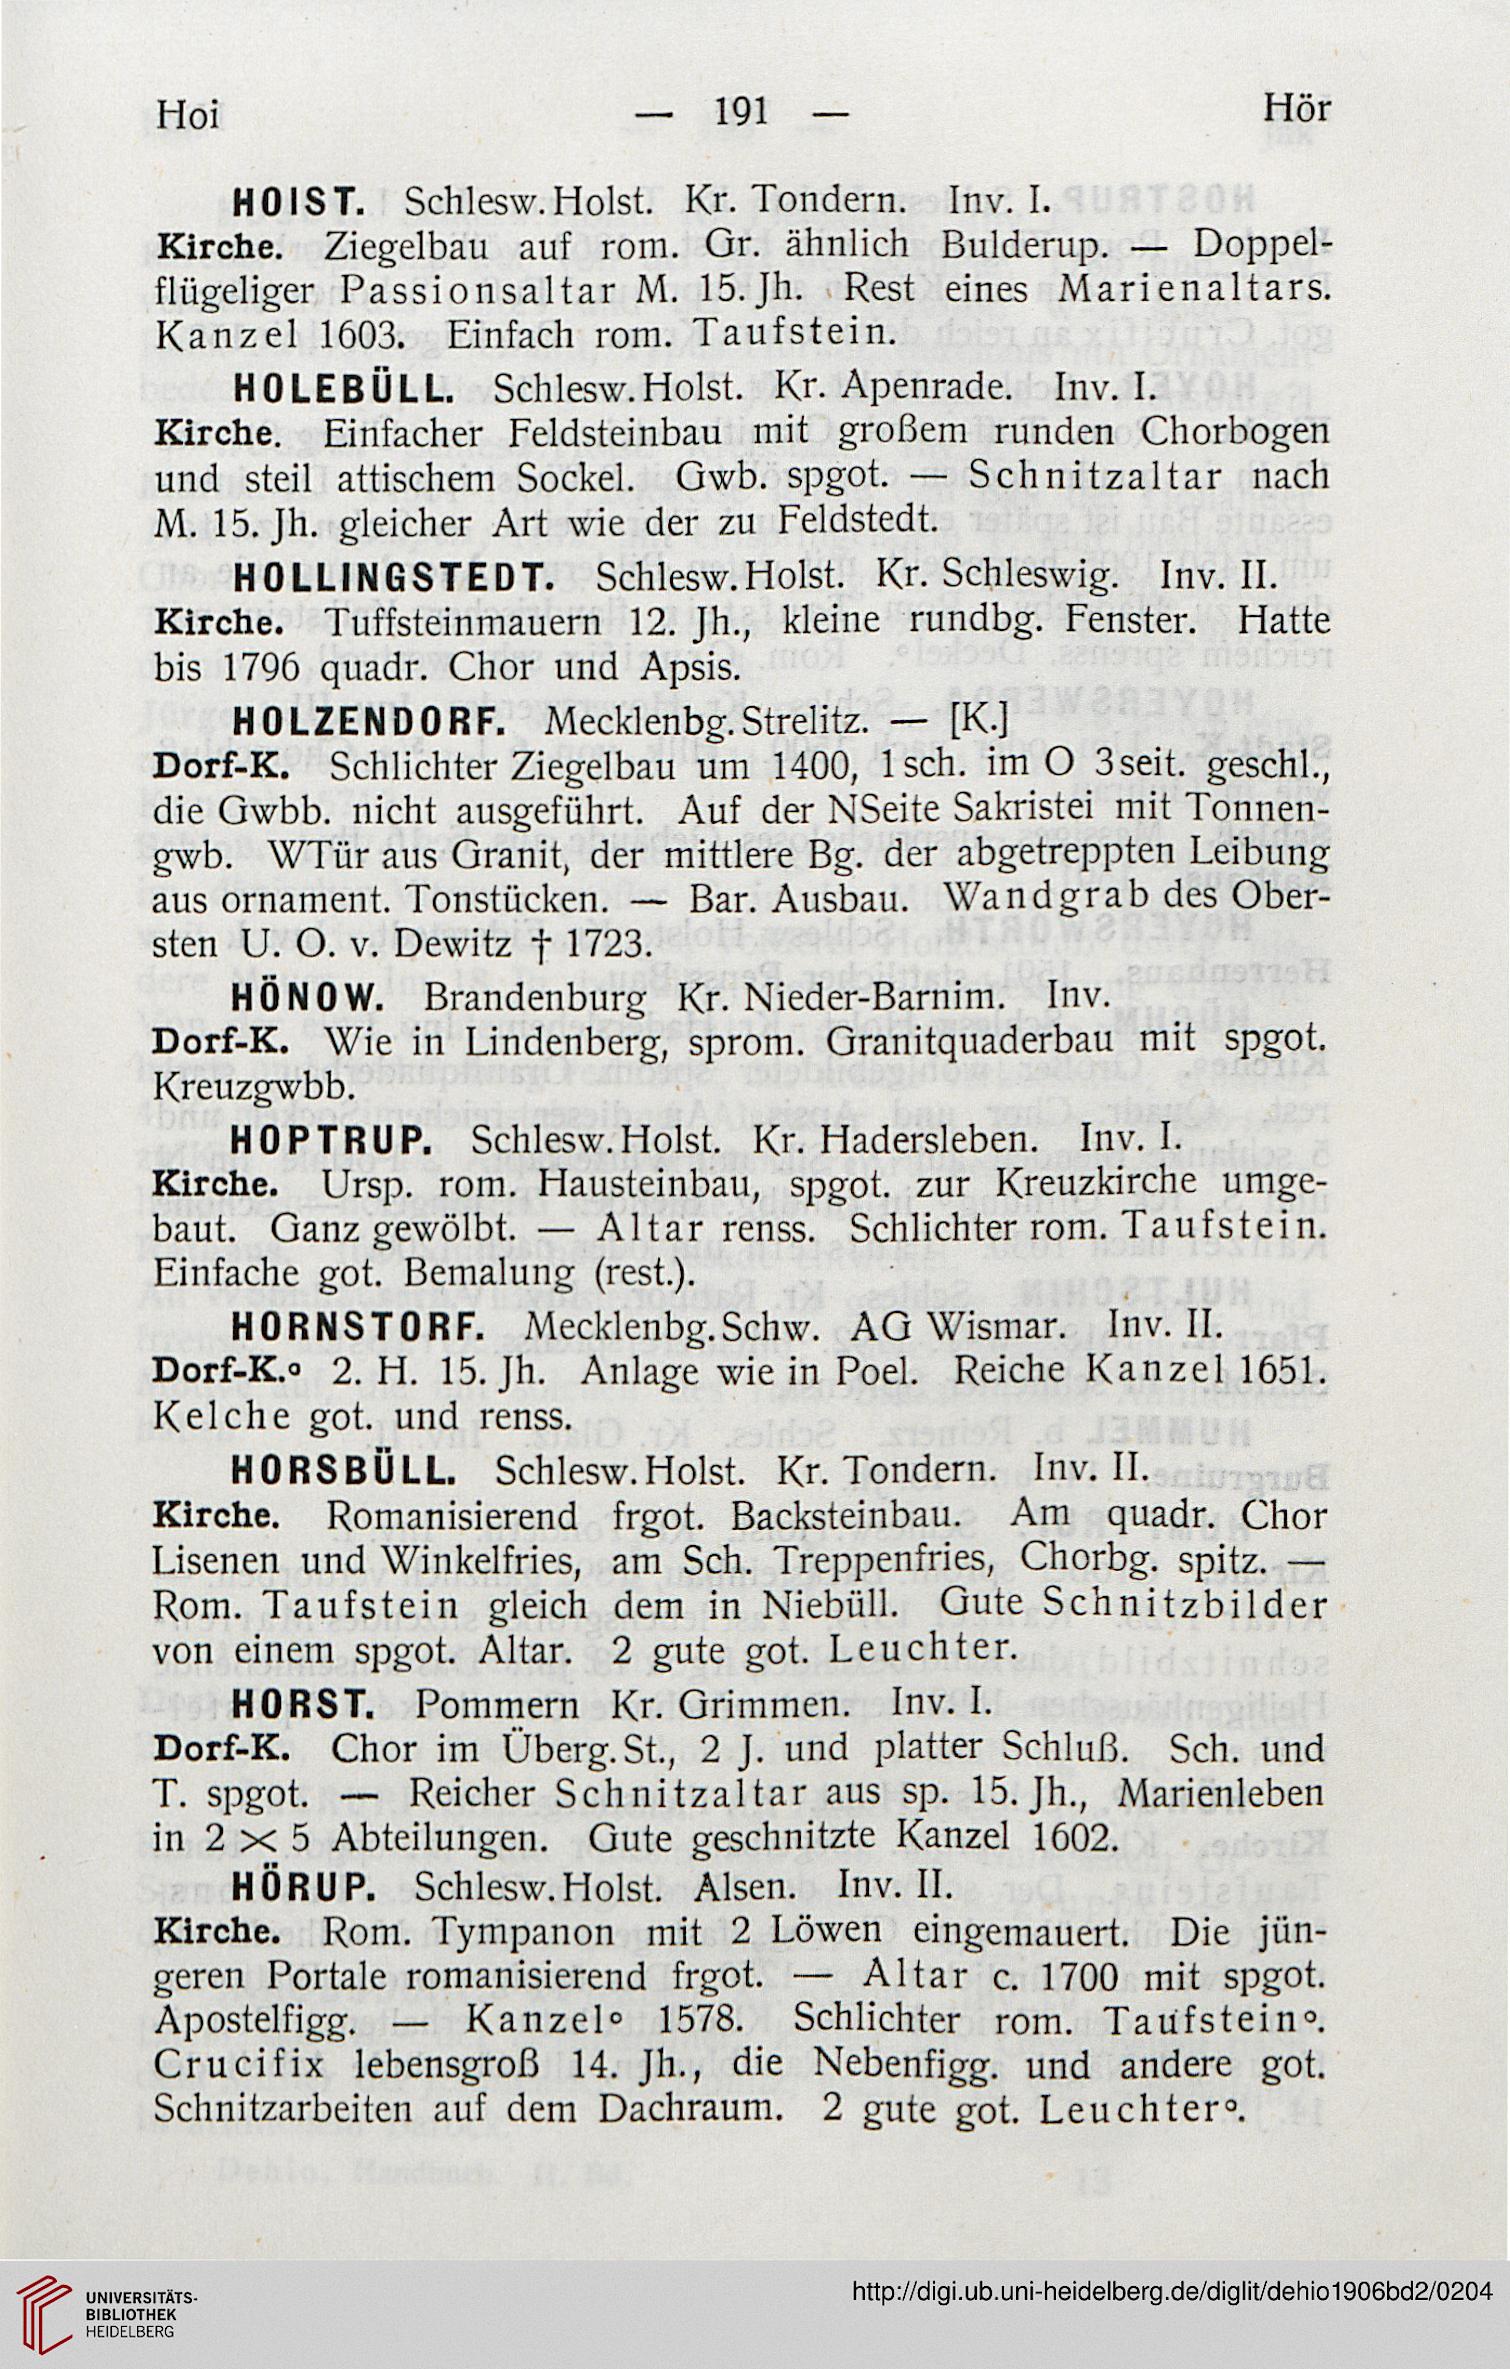 Hoi — 191 — Hör
HOIST. Schlesw. Holst. Kr. Tondern. Inv. I.
Kirche. Ziegelbau auf rom. Gr. ähnlich Bulderup. — Doppel-
flügeliger Passionsaltar M. 15. Jh. Rest eines Marienaltars.
Kanzel 1603. Einfach rom. Taufstein.
HOLEBÜLL. Schlesw. Holst. Kr. Apenrade. Inv. I.
Kirche. Einfacher Feldsteinbau mit großem runden Chorbogen
und steil attischem Sockel. Gwb. spgot. — Schnitzaltar nach
M. 15. Jh. gleicher Art wie der zu Feldstedt.
HOLLINGSTEDT. Schlesw. Holst. Kr. Schleswig. Inv. II.
Kirche. Tuffsteinmauern 12. Jh., kleine rundbg. Fenster. Hatte
bis 1796 quadr. Chor und Apsis.
HOLZENDORF. Mecklenbg. Strelitz. — [K.]
Dorf-K. Schlichter Ziegelbau um 1400, 1sch. im O 3seit. geschl.,
die Gwbb. nicht ausgeführt. Auf der NSeite Sakristei mit Tonnen-
gwb. WTür aus Granit, der mittlere Bg. der abgetreppten Leibung
aus ornament. Tonstücken. — Bar. Ausbau. Wandgrab des Ober-
sten U. O. v. Dewitz † 1723.
HÖNOW. Brandenburg Kr. Nieder-Barnim. Inv.
Dorf-K. Wie in Lindenberg, sprom. Granitquaderbau mit spgot.
Kreuzgwbb.
HOPTRUP. Schlesw. Holst. Kr. Hadersleben. Inv. I.
Kirche. Ursp. rom. Hausteinbau, spgot. zur Kreuzkirche umge-
baut. Ganz gewölbt. — Altar renss. Schlichter rom. Taufstein.
Einfache got. Bemalung (rest.).
HORNSTORF. Mecklenbg. Schw. AG Wismar. Inv. II.
Dorf-K.° 2. H. 15. Jh. Anlage wie in Poel. Reiche Kanzel 1651.
Kelche got. und renss.
HORSBÜLL. Schlesw. Holst. Kr. Tondern. Inv. II.
Kirche. Romanisierend frgot. Backsteinbau. Am quadr. Chor
Lisenen und Winkelfries, am Sch. Treppenfries, Chorbg. spitz. —
Rom. Taufstein gleich dem in Niebüll. Gute Schnitzbilder
von einem spgot. Altar. 2 gute got. Leuchter.
HORST. Pommern Kr. Grimmen. Inv. I.
Dorf-K. Chor im Überg. St., 2 J. und platter Schluß. Sch. und
T. spgot. — Reicher Schnitzaltar aus sp. 15. Jh., Marienleben
in 2 × 5 Abteilungen. Gute geschnitzte Kanzel 1602.
HÖRUP. Schlesw. Holst. Alsen. Inv. II.
Kirche. Rom. Tympanon mit 2 Löwen eingemauert. Die jün-
geren Portale romanisierend frgot. — Altar c. 1700 mit spgot.
Apostelfigg. — Kanzel° 1578. Schlichter rom. Taufstein°.
Crucifix lebensgroß 14. Jh., die Nebenfigg. und andere got.
Schnitzarbeiten auf dem Dachraum. 2 gute got. Leuchter°.
UNIVERSITÄTS-
BIBLIOTHEK
HEIDELBERG
http://digi.ub.uni-heidelberg.de/diglit/dehio1906bd2/0204